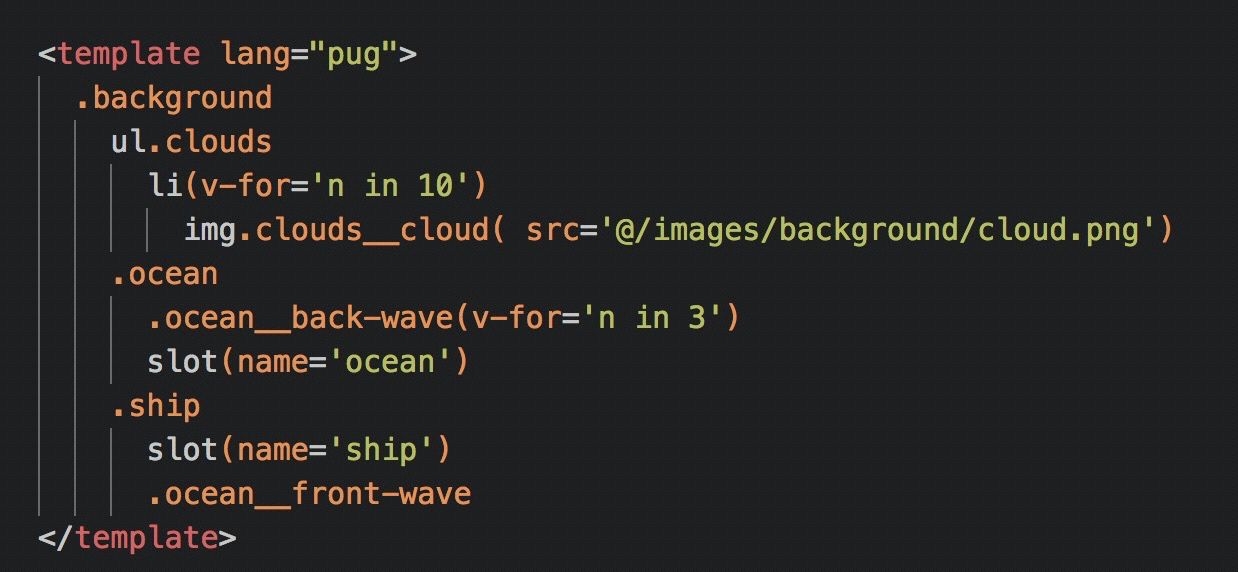 <template lang="pug">
  .background
    ul.clouds
      li(v-for='n in 10')
        img.clouds__cloud( src='@/images/background/cloud.png')
    .ocean
      .ocean__back-wave(v-for='n in 3')
      slot(name='ocean')
    .ship
      slot(name='ship')
      .ocean__front-wave
</template>